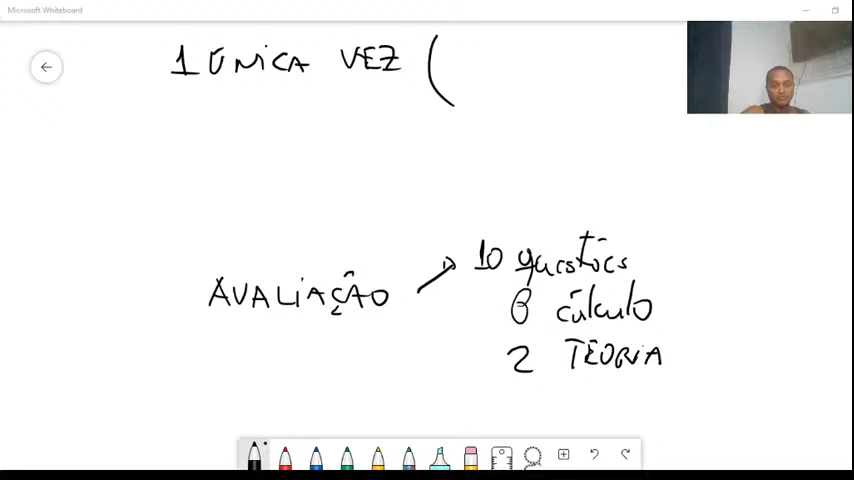 Microsoft Whiteboard
1 ÚNICA VEZ (
AVALIAÇÃO → 10 questões
8 cálculo
2 TEORIA